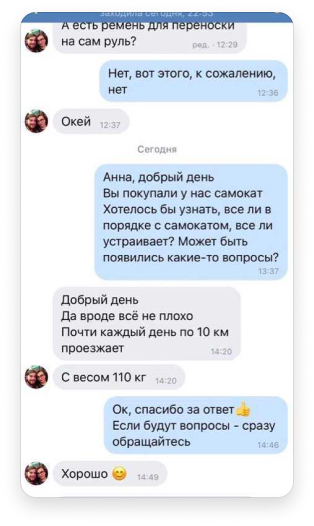 заходила сегодня, 22:53
А есть ремень для переноски
на сам руль?
ред. · 12:29
Нет, вот этого, к сожалению,
нет
12:36
Окей 12:37
Сегодня
Анна, добрый день
Вы покупали у нас самокат
Хотелось бы узнать, все ли в
порядке с самокатом, все ли
устраивает? Может быть
появились какие-то вопросы?
13:37
Добрый день
Да вроде всё не плохо
Почти каждый день по 10 км
проезжает 14:20
С весом 110 кг 14:20
Ок, спасибо за ответ👍
Если будут вопросы - сразу
обращайтесь 14:46
Хорошо 😊 14:49